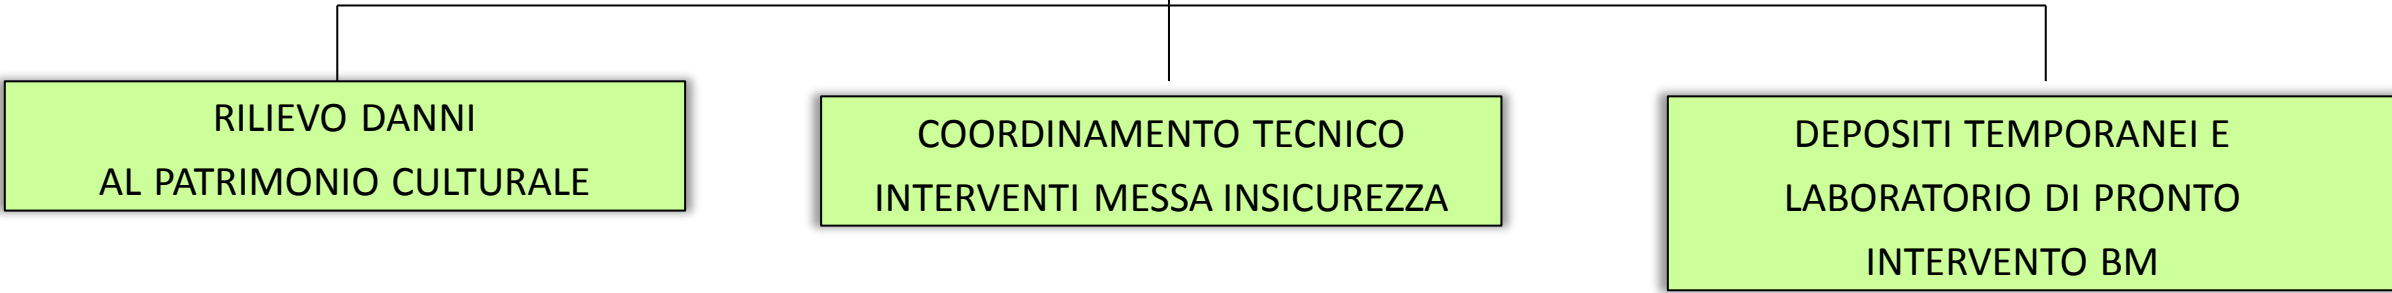 RILIEVO DANNI
AL PATRIMONIO CULTURALE
COORDINAMENTO TECNICO
INTERVENTI MESSA INSICUREZZA
DEPOSITI TEMPORANEI E
LABORATORIO DI PRONTO
INTERVENTO BM